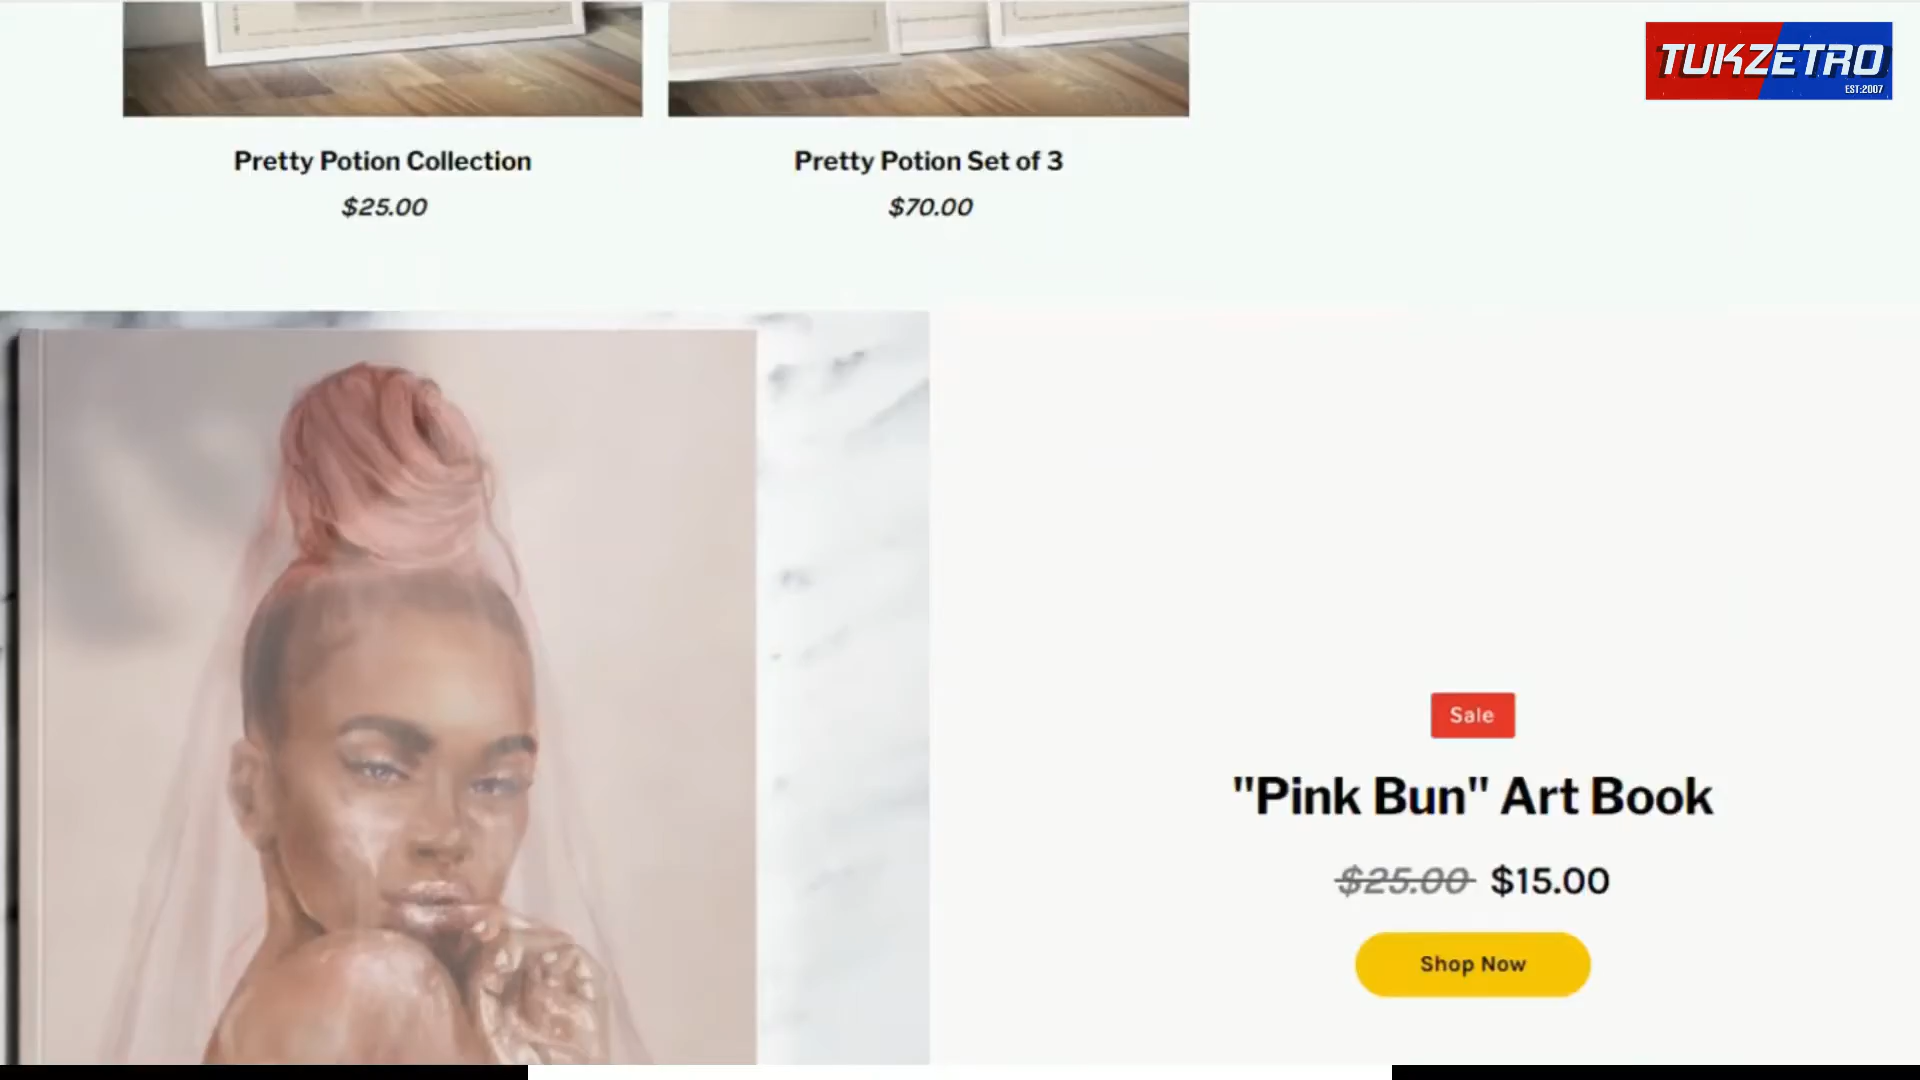 TUKZETRO
EST:2007
Pretty Potion Collection
$25.00
Pretty Potion Set of 3
$70.00
Sale
"Pink Bun" Art Book
$25.00 $15.00
Shop Now